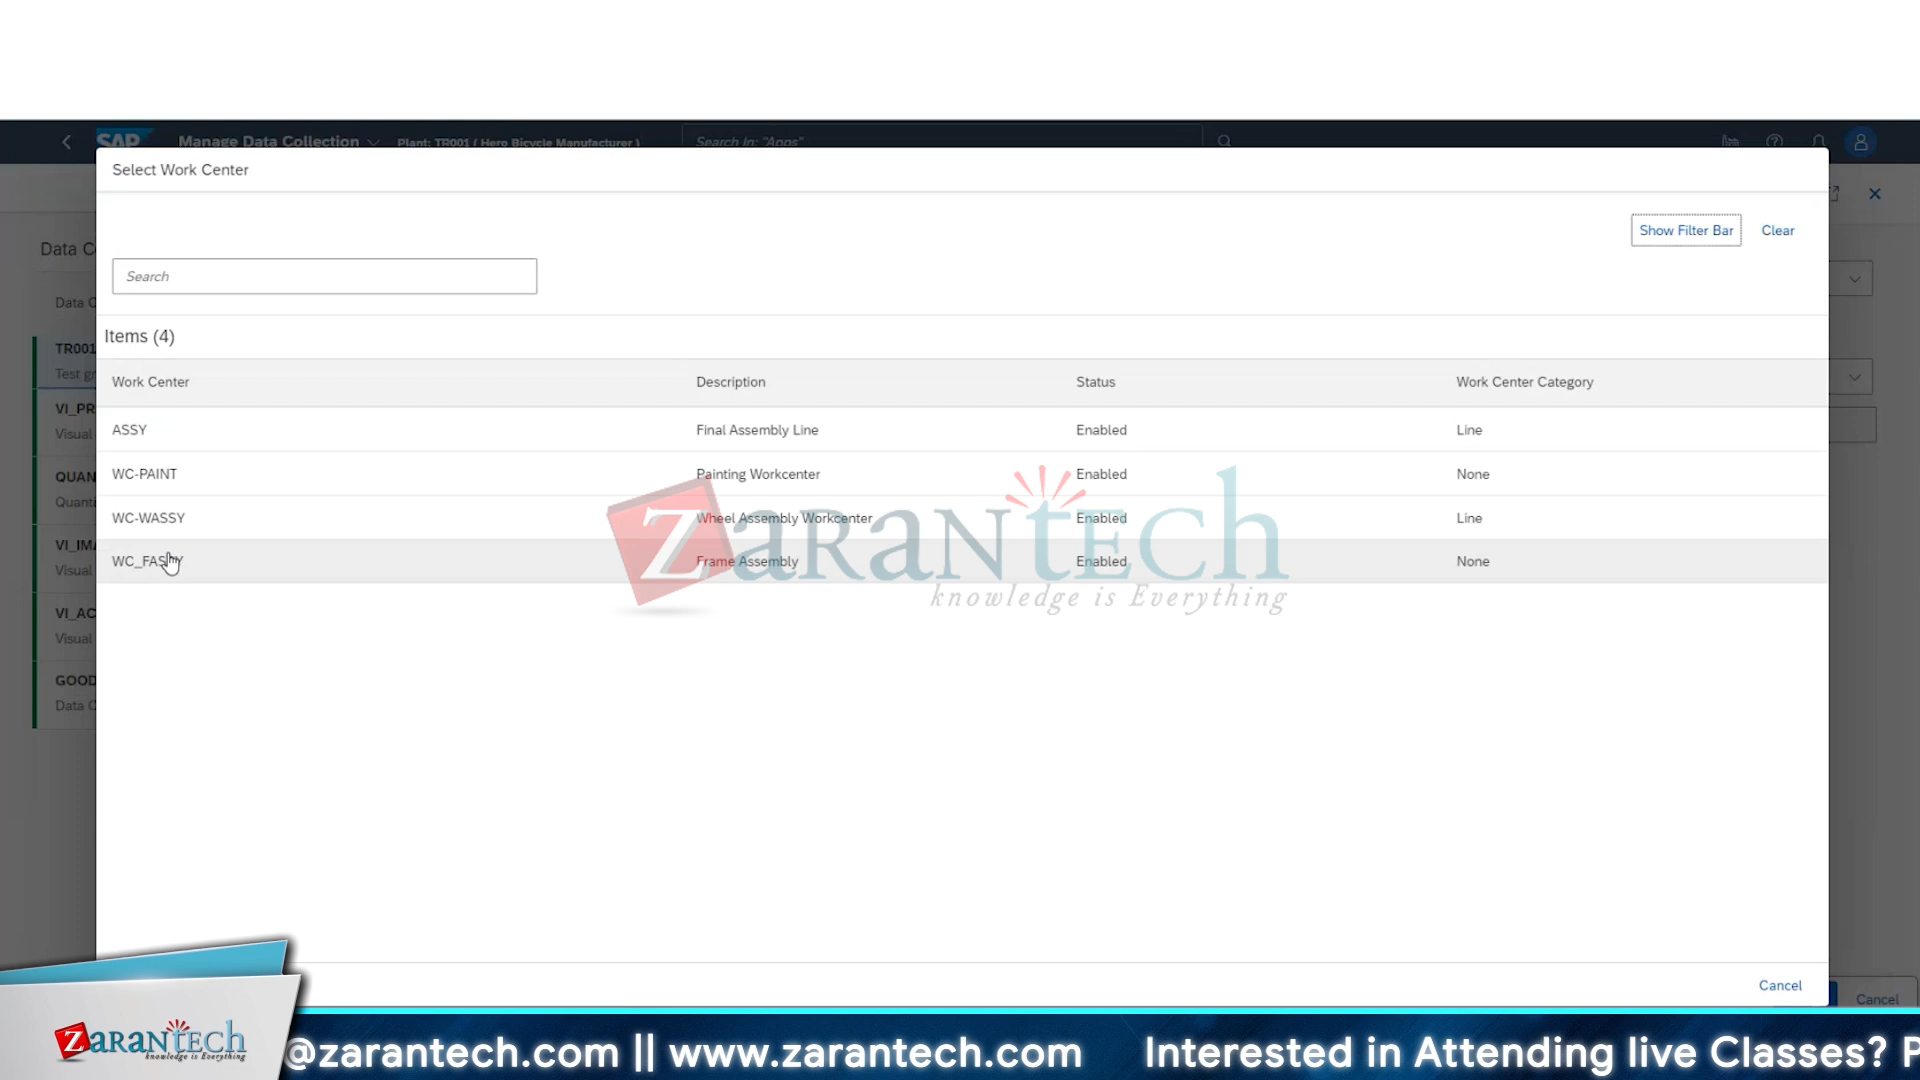 SAP Manage Data Collection Plant: TR001 ( Hero Bicycle Manufacturer ) Search In: "Apps"
Select Work Center
Show Filter Bar Clear
Data C
Search
Data C
Items (4)
TR001
Test gr
Work Center Description Status Work Center Category
VI_PR
ASSY Final Assembly Line Enabled Line
Visual
WC-PAINT Painting Workcenter Enabled None
QUAN
Quanti
WC-WASSY Wheel Assembly Workcenter Enabled Line
VI_IMA
WC_FASSY Frame Assembly Enabled None
Visual
ZARANTECH
knowledge is Everything
VI_AC
Visual
GOOD
Data C
Cancel
Cancel
ZARANTECH
knowledge is Everything
@zarantech.com || www.zarantech.com Interested in Attending live Classes? P